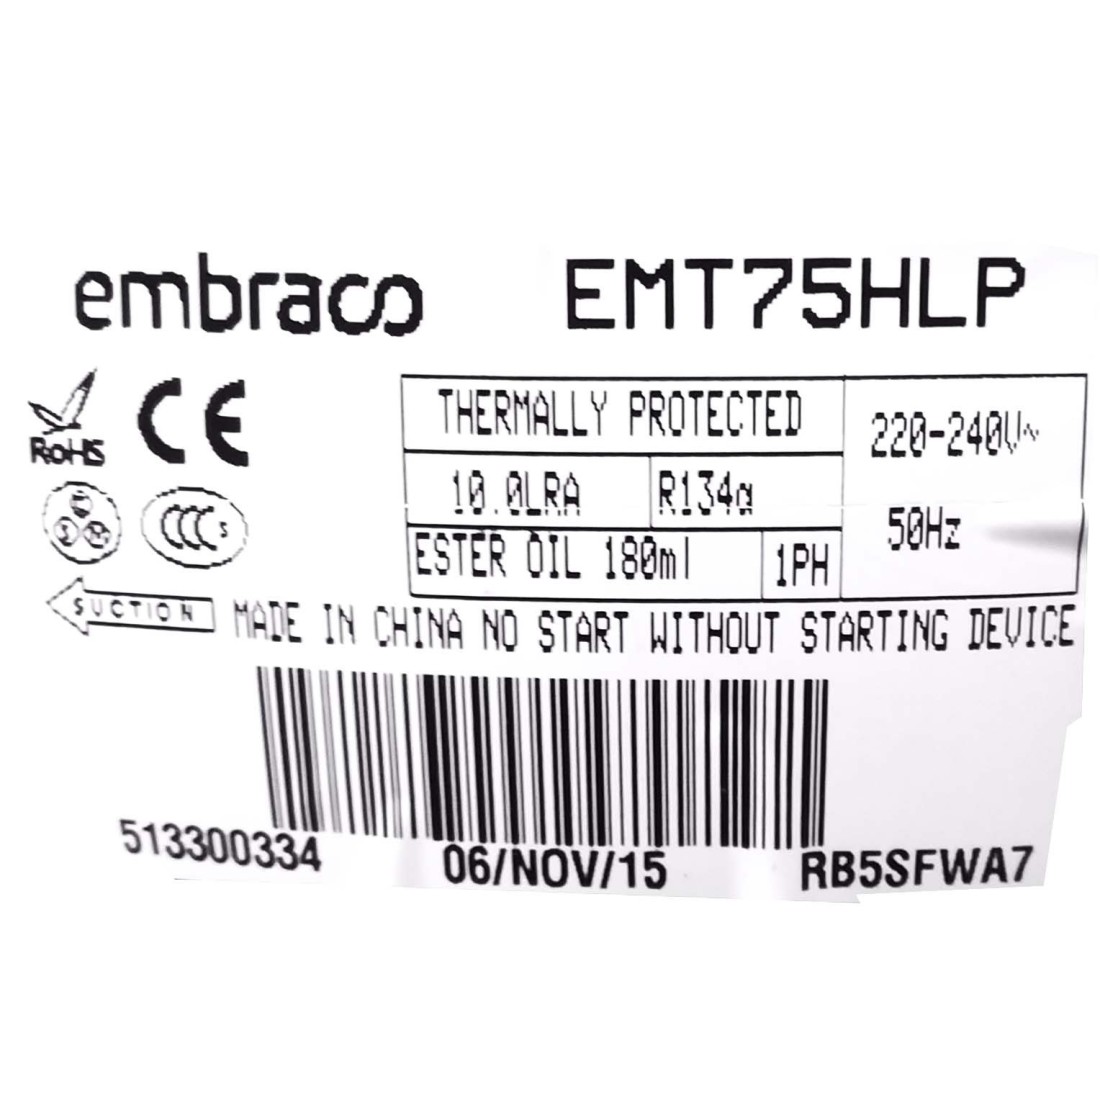 embraco EMT75HLP
RoHS CE
THERMALLY PROTECTED 220-240V~
10.0LRA R134a
50Hz
CCC S
ESTER OIL 180ml 1PH
SUCTION MADE IN CHINA NO START WITHOUT STARTING DEVICE
513300334 06/NOV/15 RB5SFWA7